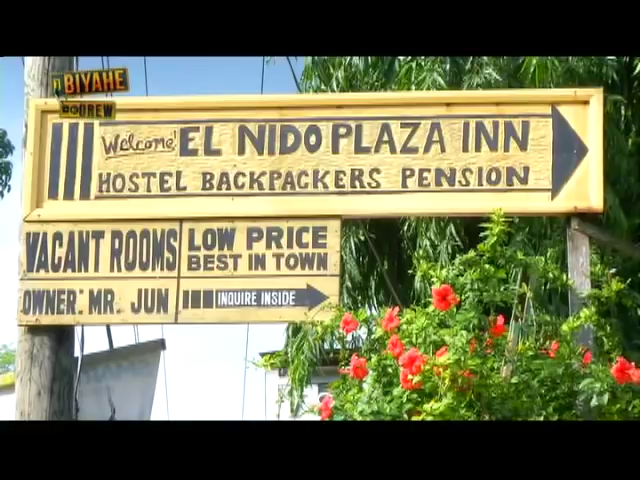 BIYAHE
DREW
Welcome! EL NIDO PLAZA INN
HOSTEL BACKPACKERS PENSION
VACANT ROOMS
LOW PRICE
BEST IN TOWN
OWNER: MR. JUN
INQUIRE INSIDE